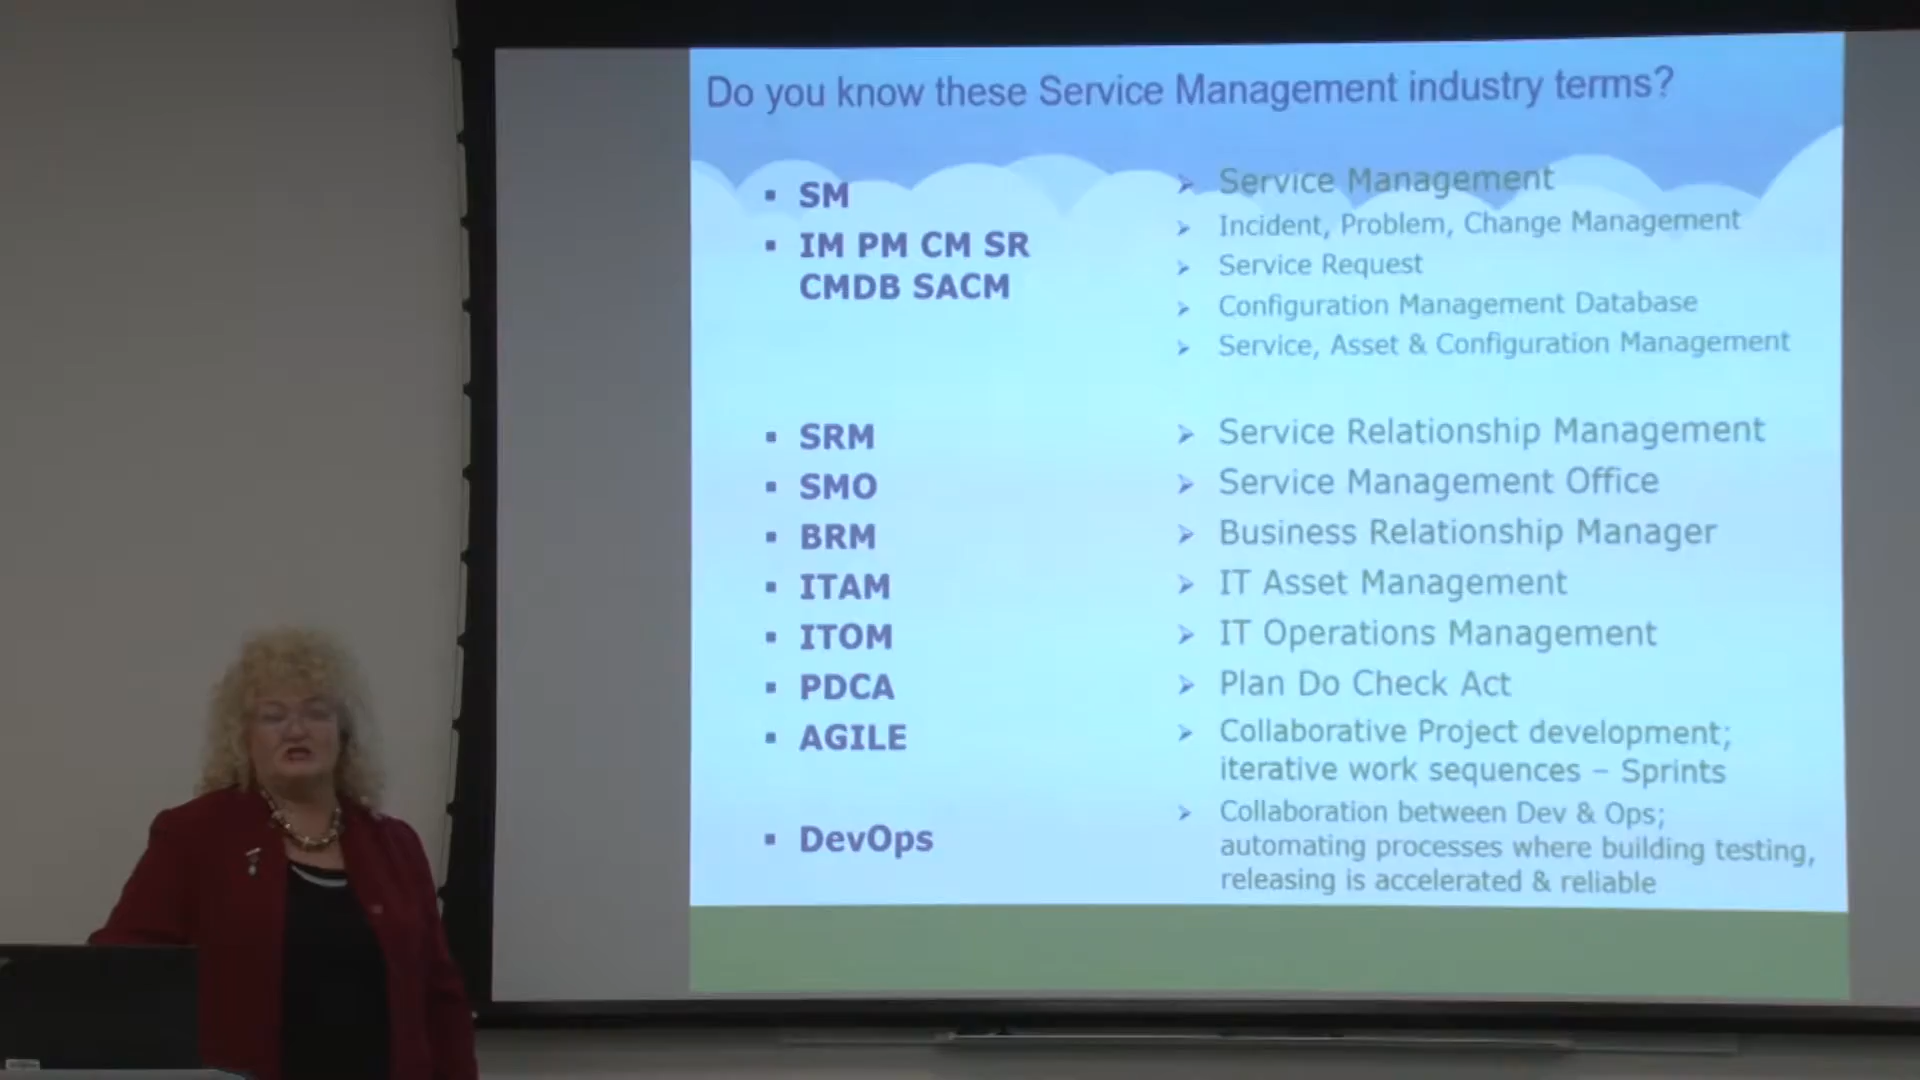 Do you know these Service Management industry terms?
SM
IM PM CM SR
CMDB SACM
Service Management
Incident, Problem, Change Management
Service Request
Configuration Management Database
Service, Asset & Configuration Management
SRM
Service Relationship Management
SMO
Service Management Office
BRM
Business Relationship Manager
ITAM
IT Asset Management
ITOM
IT Operations Management
PDCA
Plan Do Check Act
AGILE
Collaborative Project development;
iterative work sequences – Sprints
DevOps
Collaboration between Dev & Ops;
automating processes where building testing,
releasing is accelerated & reliable